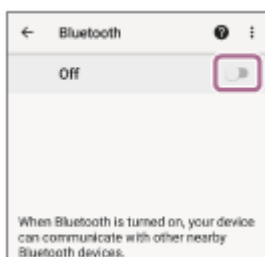 Bluetooth
Off
When Bluetooth is turned on, your device
can communicate with other nearby
Bluetooth devices.